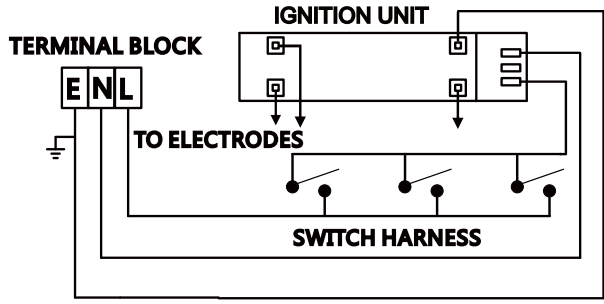 IGNITION UNIT
TERMINAL BLOCK
E N L
TO ELECTRODES
SWITCH HARNESS